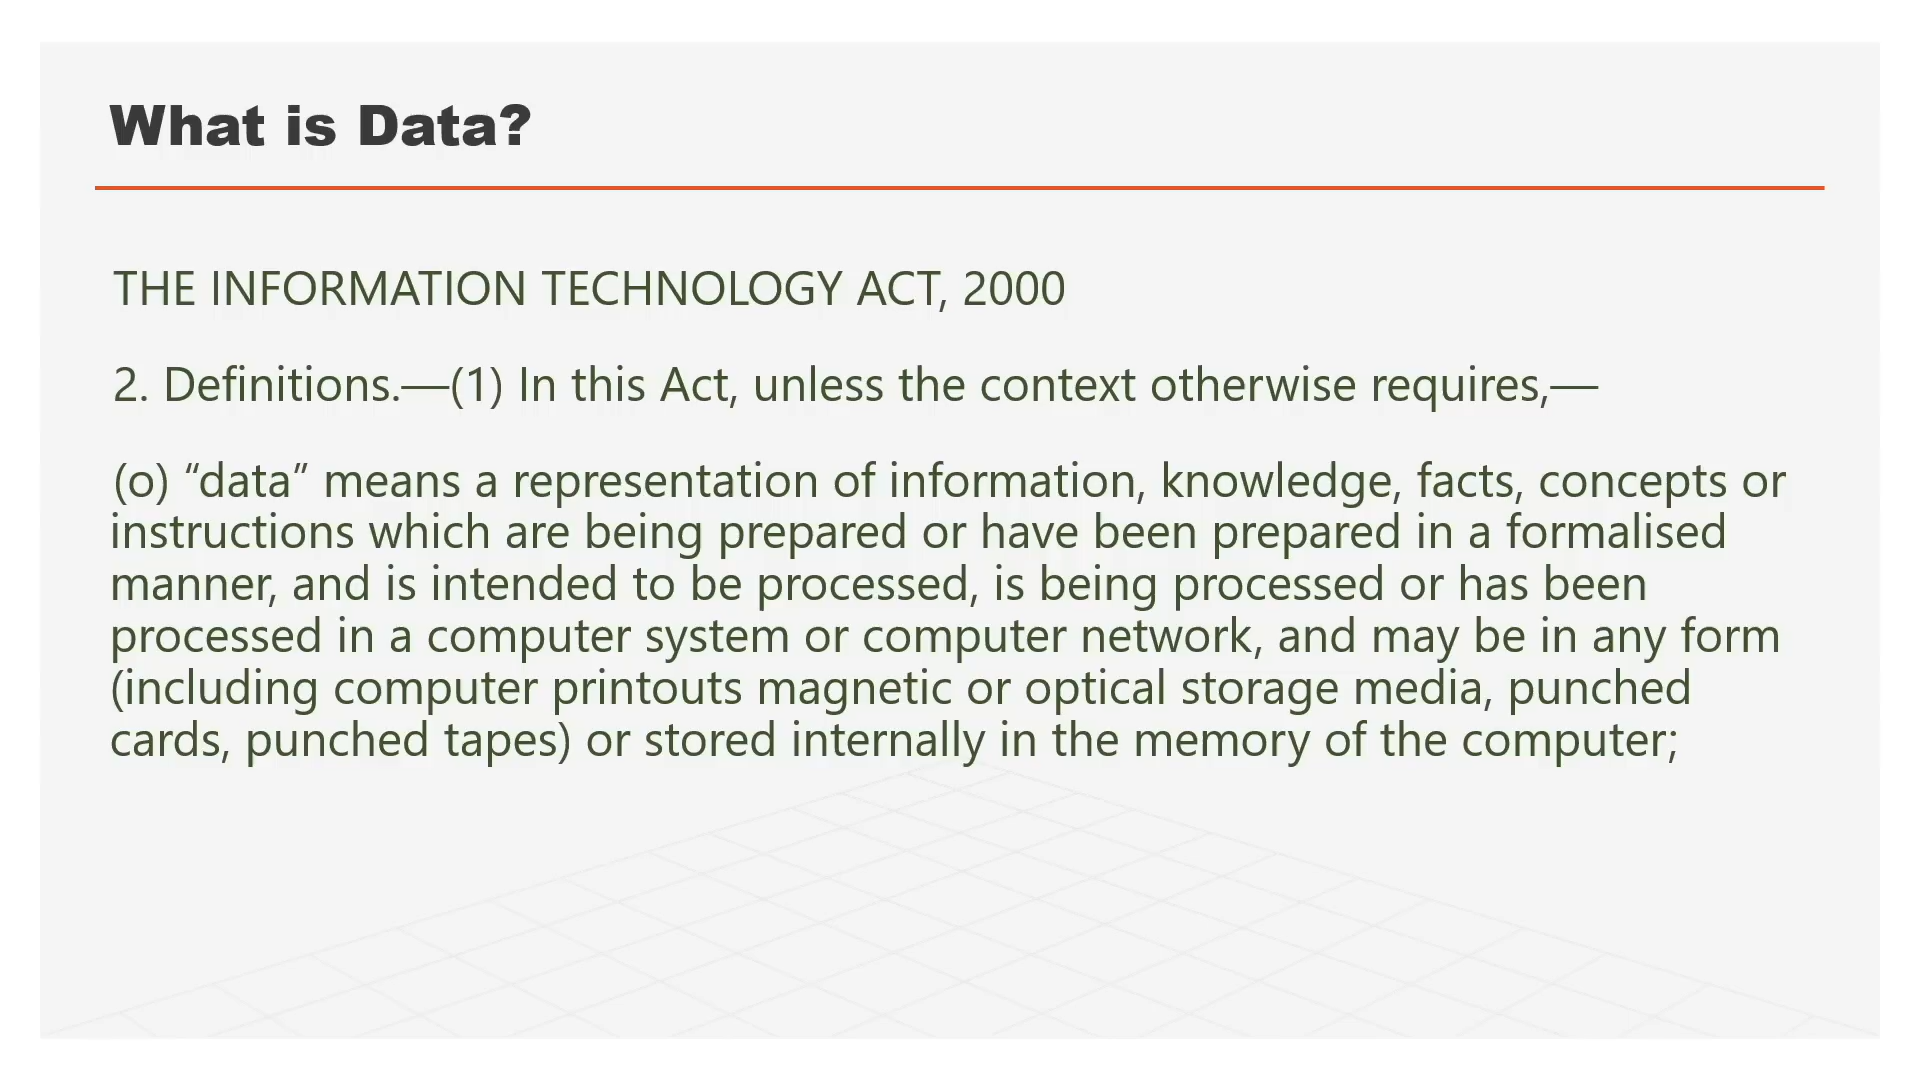 What is Data?
THE INFORMATION TECHNOLOGY ACT, 2000
2. Definitions.—(1) In this Act, unless the context otherwise requires,—
(o) “data” means a representation of information, knowledge, facts, concepts or
instructions which are being prepared or have been prepared in a formalised
manner, and is intended to be processed, is being processed or has been
processed in a computer system or computer network, and may be in any form
(including computer printouts magnetic or optical storage media, punched
cards, punched tapes) or stored internally in the memory of the computer;